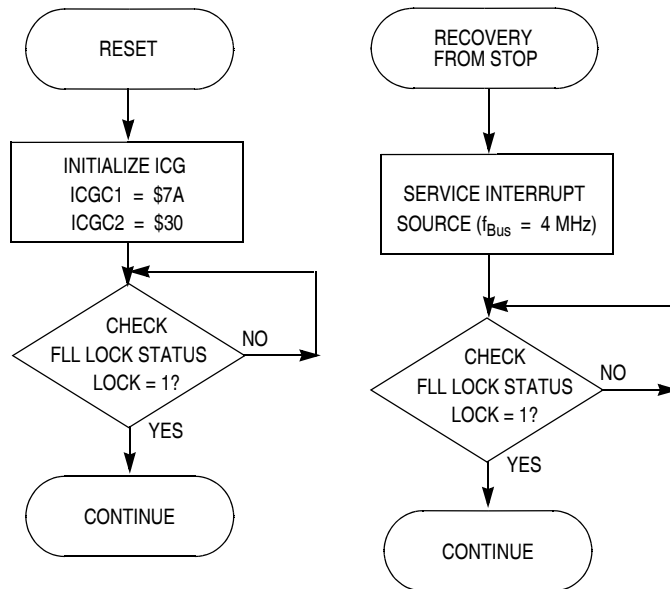 RESET
INITIALIZE ICG
ICGC1 = $7A
ICGC2 = $30
CHECK
FLL LOCK STATUS
LOCK = 1?
NO
YES
CONTINUE
RECOVERY
FROM STOP
SERVICE INTERRUPT
SOURCE (fBus = 4 MHz)
CHECK
FLL LOCK STATUS
LOCK = 1?
NO
YES
CONTINUE